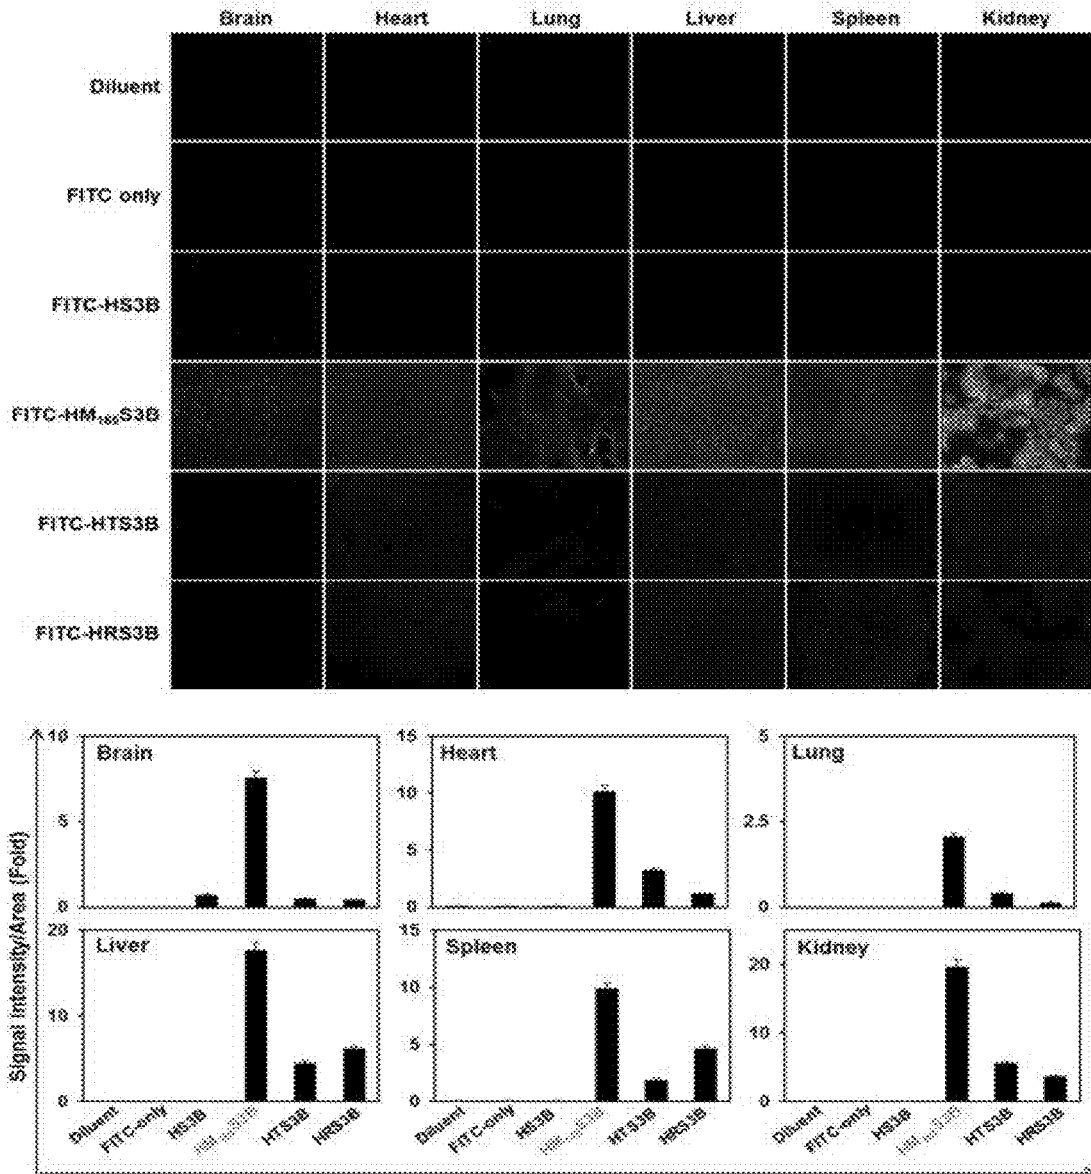 Brain Heart Lung Liver Spleen Kidney
Diluent
FITC only
FITC-HS3B
FITC-HM₁₆₅S3B
FITC-HTS3B
FITC-HRS3B
Signal Intensity/Area (Fold)
Brain
10
5
0
Heart
15
10
5
0
Lung
5
2.5
0
Liver
20
10
0
Spleen
15
10
5
0
Kidney
20
10
0
Diluent FITC-only HS3B HTS3B HRS3B
Diluent FITC-only HS3B HTS3B HRS3B
Diluent FITC-only HS3B HTS3B HRS3B